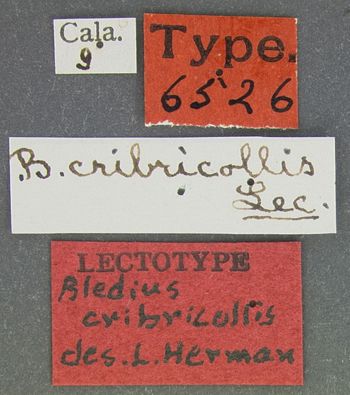 Cala.
9
Type.
6526
B. cribricollis
Lec.
LECTOTYPE
Bledius
cribricollis
des. L. Herman